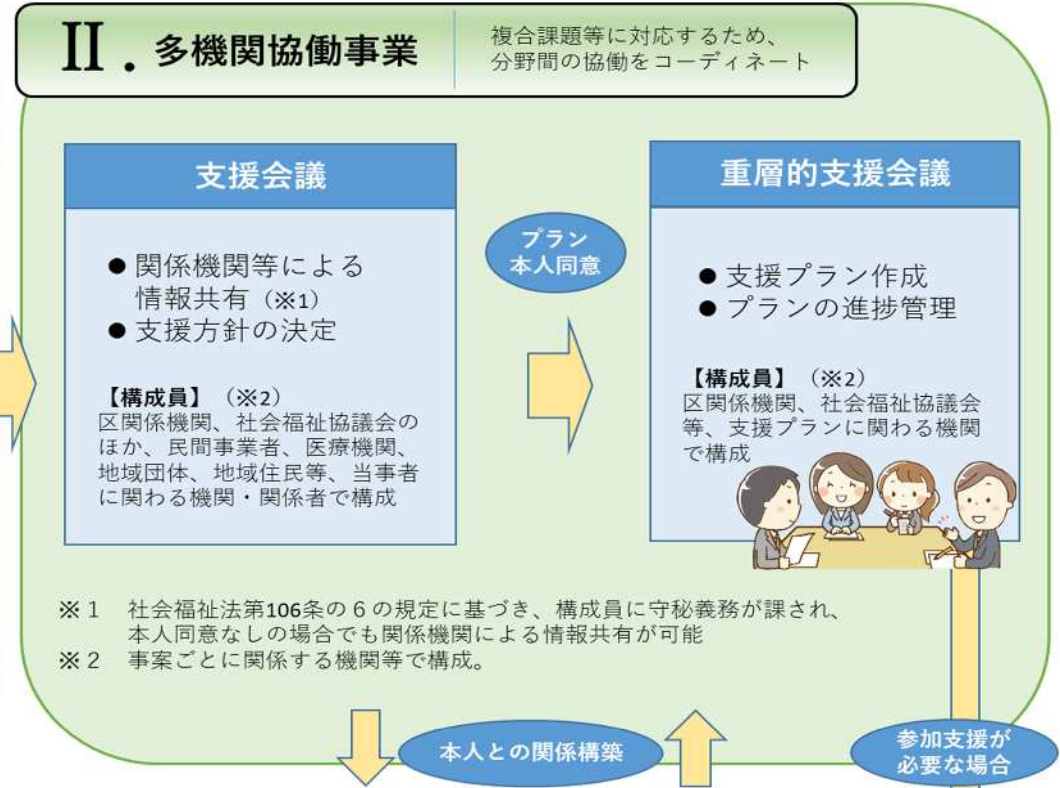 Ⅱ．多機関協働事業
複合課題等に対応するため、
分野間の協働をコーディネート
支援会議
● 関係機関等による
情報共有（※1）
● 支援方針の決定
【構成員】（※2）
区関係機関、社会福祉協議会の
ほか、民間事業者、医療機関、
地域団体、地域住民等、当事者
に関わる機関・関係者で構成
プラン
本人同意
重層的支援会議
● 支援プラン作成
● プランの進捗管理
【構成員】（※2）
区関係機関、社会福祉協議会
等、支援プランに関わる機関
で構成
※１　社会福祉法第106条の６の規定に基づき、構成員に守秘義務が課され、
本人同意なしの場合でも関係機関による情報共有が可能
※２　事案ごとに関係する機関等で構成。
本人との関係構築
参加支援が
必要な場合